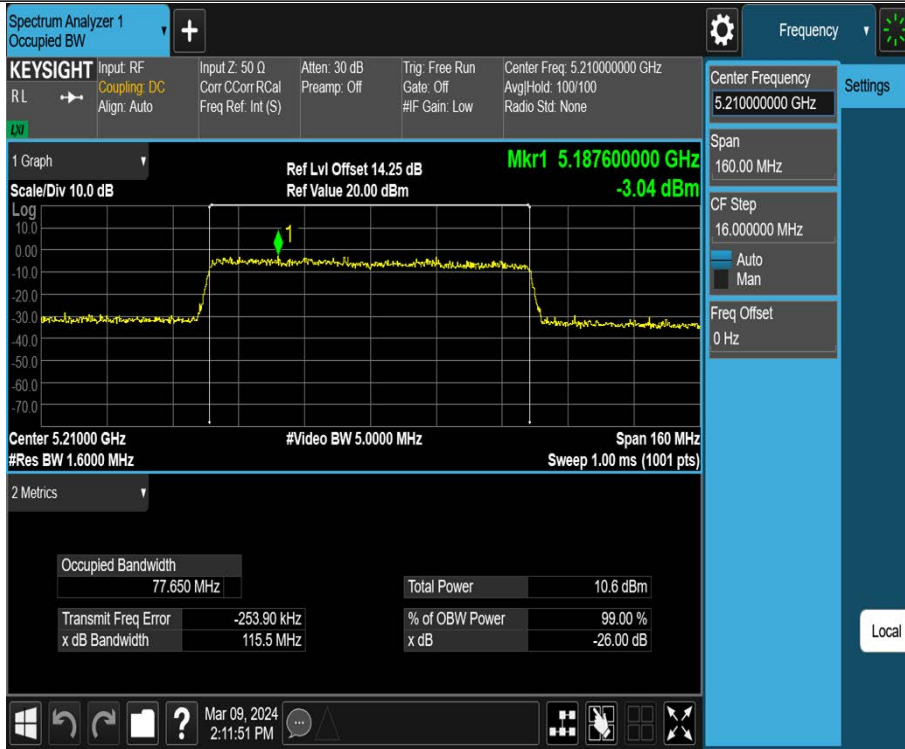 Spectrum Analyzer 1
Occupied BW
+
Frequency
KEYSIGHT
R L
LXI
Input: RF
Coupling: DC
Align: Auto
Input Z: 50 Ω
Corr CCorr RCal
Freq Ref: Int (S)
Atten: 30 dB
Preamp: Off
Trig: Free Run
Gate: Off
#IF Gain: Low
Center Freq: 5.210000000 GHz
Avg|Hold: 100/100
Radio Std: None
Center Frequency
5.210000000 GHz
Settings
Span
160.00 MHz
CF Step
16.000000 MHz
Auto
Man
Freq Offset
0 Hz
Local
1 Graph
Scale/Div 10.0 dB
Ref Lvl Offset 14.25 dB
Ref Value 20.00 dBm
Mkr1 5.187600000 GHz
-3.04 dBm
Log
10.0
0.00
-10.0
-20.0
-30.0
-40.0
-50.0
-60.0
-70.0
1
Center 5.21000 GHz
#Video BW 5.0000 MHz
Span 160 MHz
#Res BW 1.6000 MHz
Sweep 1.00 ms (1001 pts)
2 Metrics
Occupied Bandwidth
77.650 MHz
Total Power 10.6 dBm
Transmit Freq Error -253.90 kHz
% of OBW Power 99.00 %
x dB Bandwidth 115.5 MHz
x dB -26.00 dB
?
Mar 09, 2024
2:11:51 PM